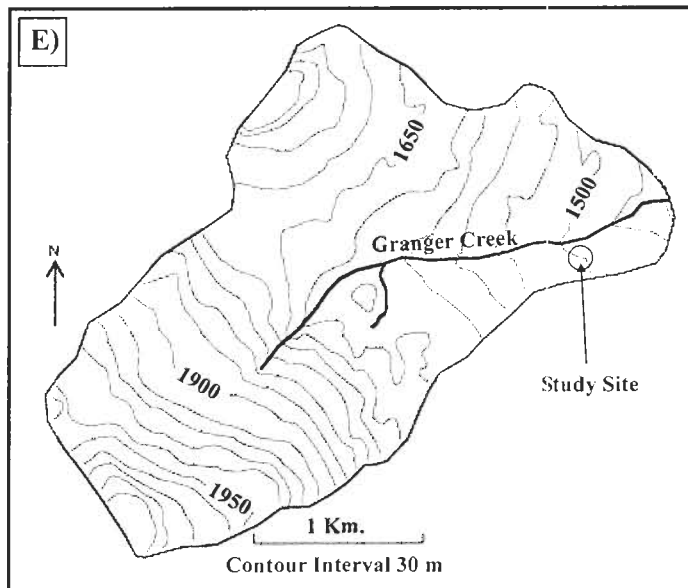 E)
1650
1500
Granger Creek
N
Study Site
1900
1950
1 Km.
Contour Interval 30 m